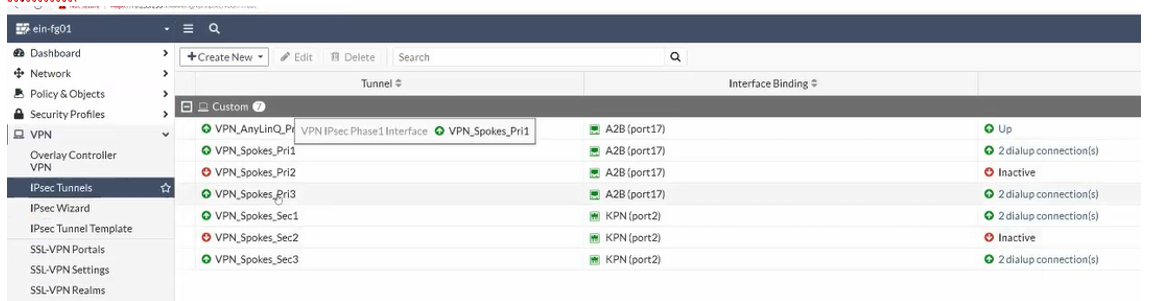 ein-fg01
Dashboard
Network
Policy & Objects
Security Profiles
VPN
Overlay Controller
VPN
IPsec Tunnels
IPsec Wizard
IPsec Tunnel Template
SSL-VPN Portals
SSL-VPN Settings
SSL-VPN Realms
+Create New Edit Delete Search
Tunnel Interface Binding
Custom 7
VPN_AnyLinQ_Pr A2B (port17) Up
VPN IPsec Phase1 Interface VPN_Spokes_Pri1
VPN_Spokes_Pri1 A2B (port17) 2 dialup connection(s)
VPN_Spokes_Pri2 A2B (port17) Inactive
VPN_Spokes_Pri3 A2B (port17) 2 dialup connection(s)
VPN_Spokes_Sec1 KPN (port2) 2 dialup connection(s)
VPN_Spokes_Sec2 KPN (port2) Inactive
VPN_Spokes_Sec3 KPN (port2) 2 dialup connection(s)